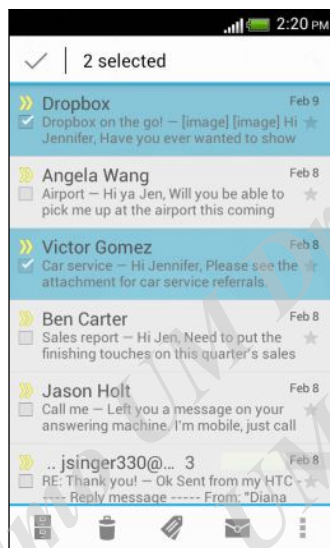 2:20 PM
2 selected
Dropbox Feb 9
Dropbox on the go! – [image] [image] Hi
Jennifer, Have you ever wanted to show
Angela Wang Feb 8
Airport – Hi ya Jen, Will you be able to
pick me up at the airport this coming
Victor Gomez Feb 8
Car service – Hi Jennifer, Please see the
attachment for car service referrals.
Ben Carter Feb 8
Sales report – Hi Jen, Need to put the
finishing touches on this quarter's sales
Jason Holt Feb 8
Call me – Left you a message on your
answering machine. I'm mobile, just call
.. jsinger330@... 3 Feb 8
RE: Thank you! – Ok Sent from my HTC -
---- Reply message ----- From: "Diana
UM
UM